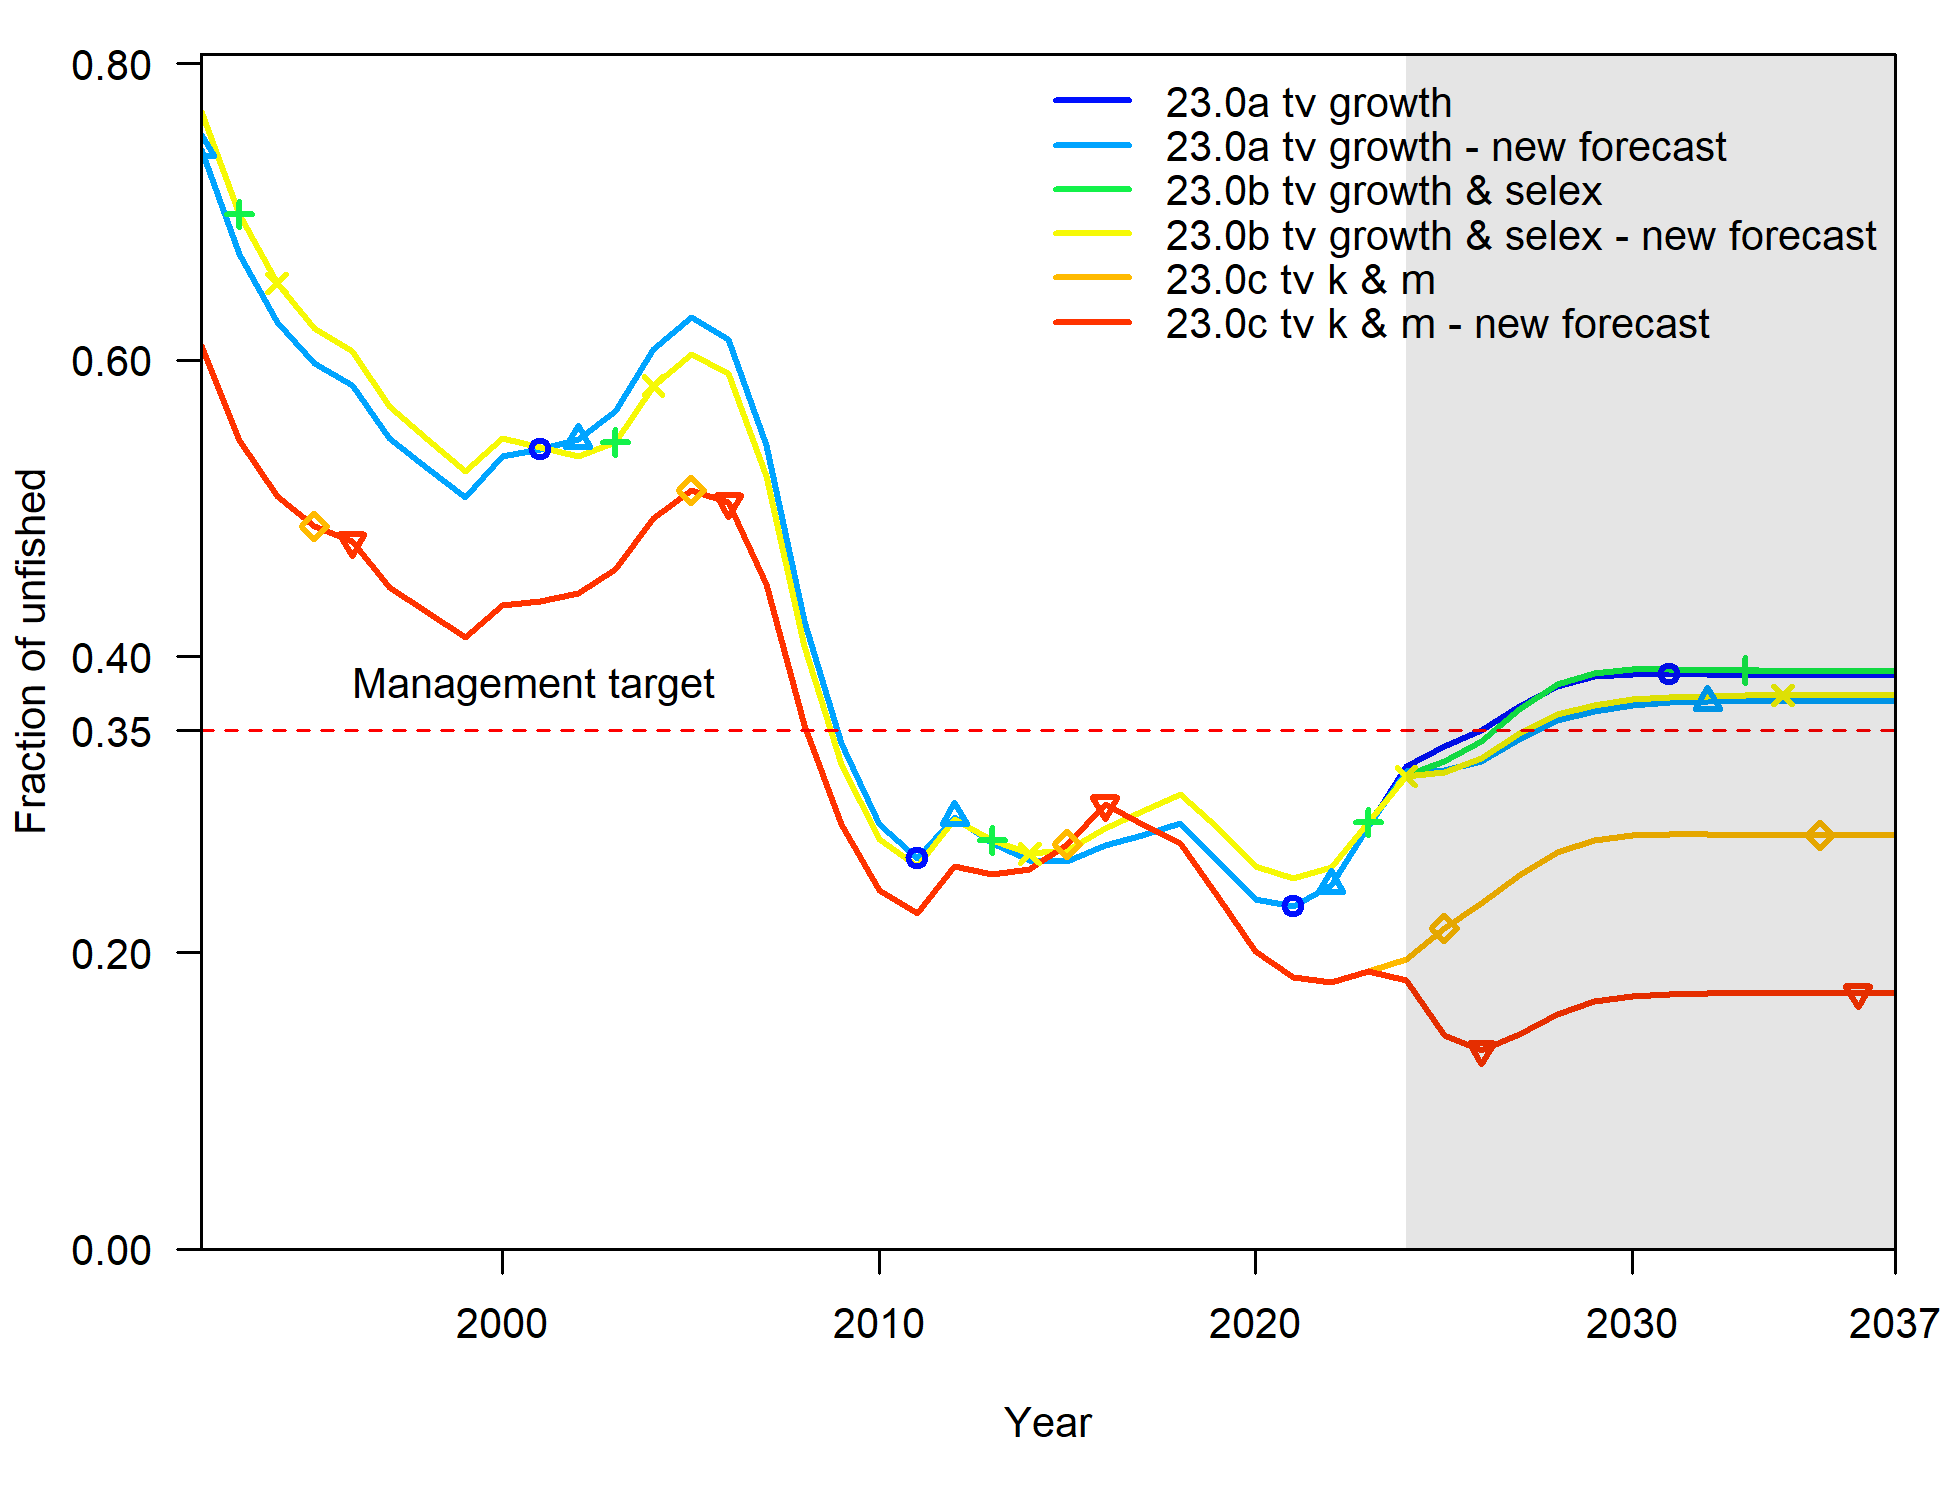 0.80
0.60
0.40
0.35
0.20
0.00
Fraction of unfished
23.0a tv growth
23.0a tv growth - new forecast
23.0b tv growth & selex
23.0b tv growth & selex - new forecast
23.0c tv k & m
23.0c tv k & m - new forecast
Management target
2000 2010 2020 2030 2037
Year